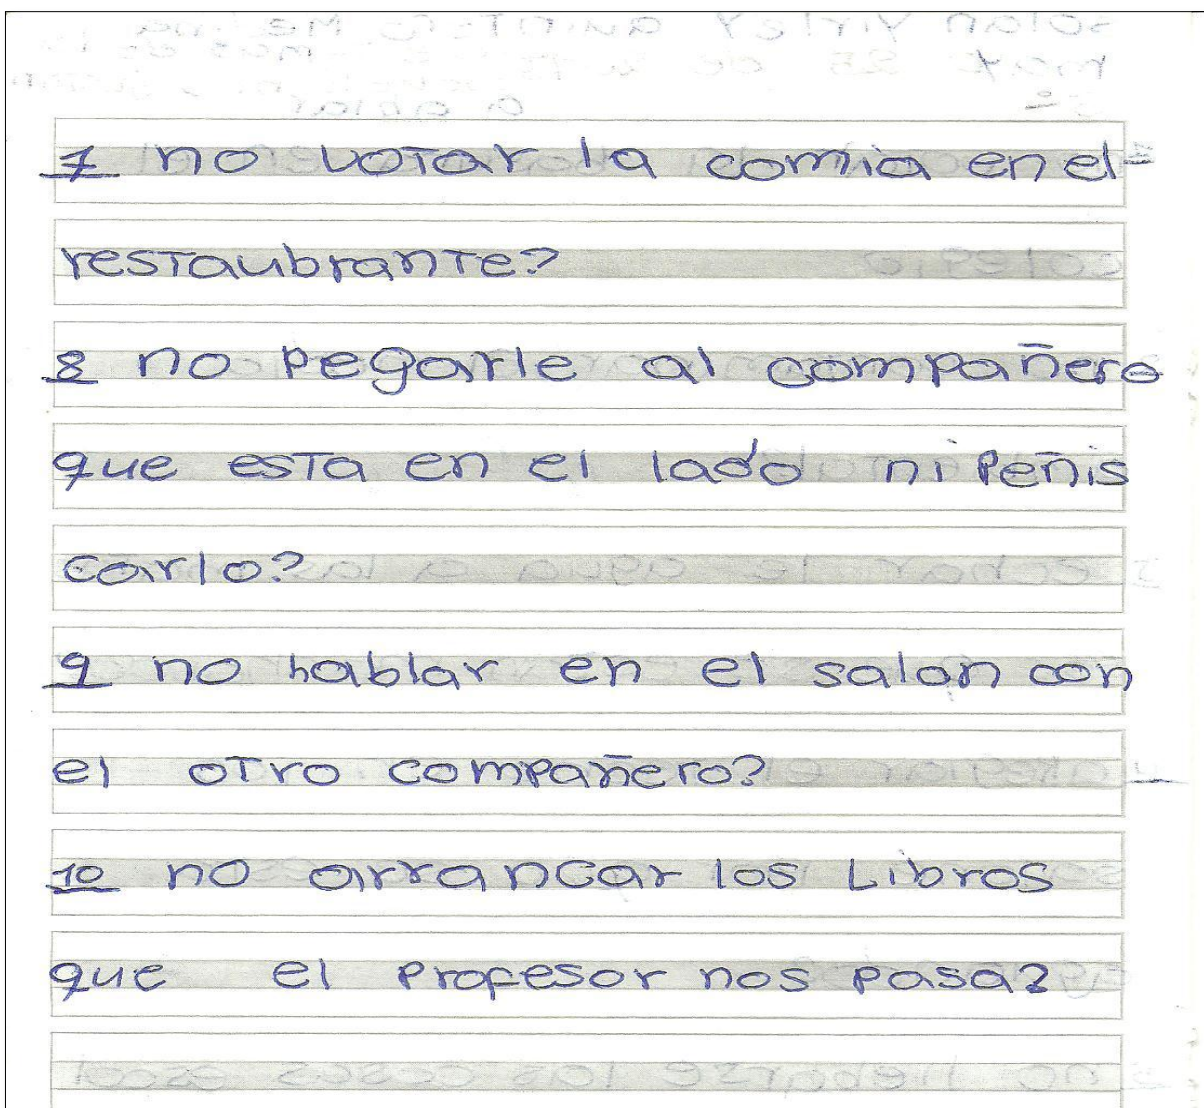 7 no votar la comia en el-
restaubrante?
8 no pegarle al compañero
que esta en el lado ni peñis
carlo?
9 no hablar en el salon con
el otro compañero?
10 no arrancar los Libros
que el profesor nos pasa?